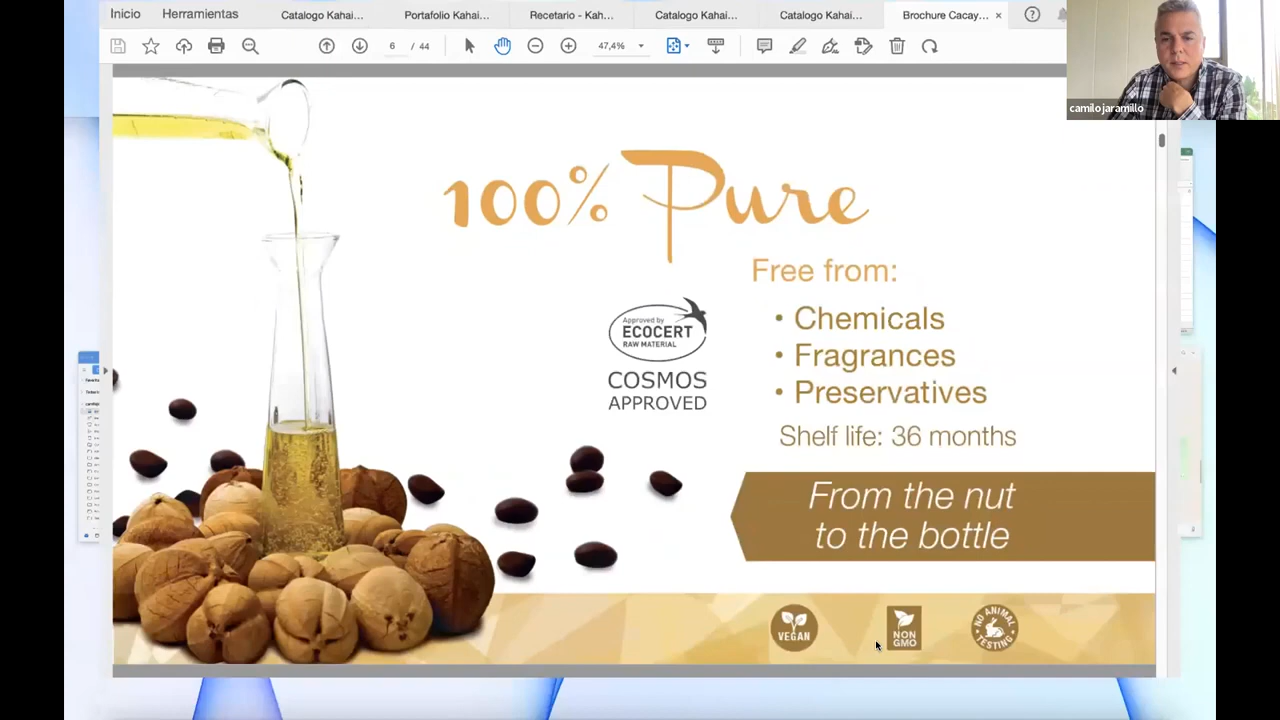 Inicio
Herramientas
Catalogo Kahai...
Portafolio Kahai...
Recetario - Kah...
Catalogo Kahai...
Catalogo Kahai...
Brochure Cacay...
6 / 44
47,4%
camilo jaramillo
100% Pure
Free from:
• Chemicals
• Fragrances
• Preservatives
Shelf life: 36 months
Approved by
ECOCERT
RAW MATERIAL
COSMOS
APPROVED
From the nut
to the bottle
VEGAN
NON
GMO
NO ANIMAL
TESTING